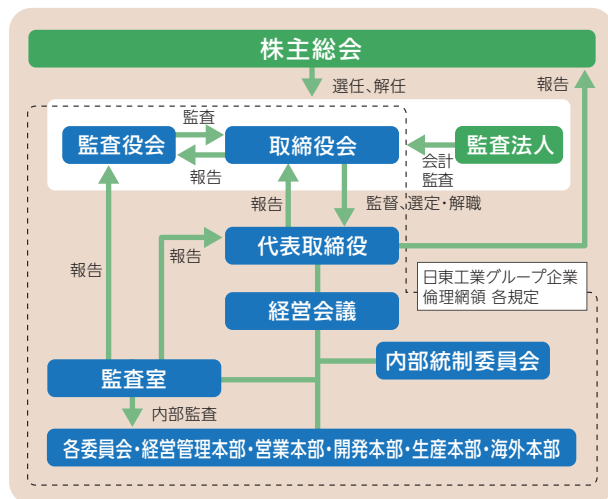 株主総会
選任、解任
報告
監査
監査役会
取締役会
監査法人
報告
会計
監査
報告
監督、選定・解職
代表取締役
報告
報告
日東工業グループ企業
倫理網領 各規定
経営会議
内部統制委員会
監査室
内部監査
各委員会・経営管理本部・営業本部・開発本部・生産本部・海外本部